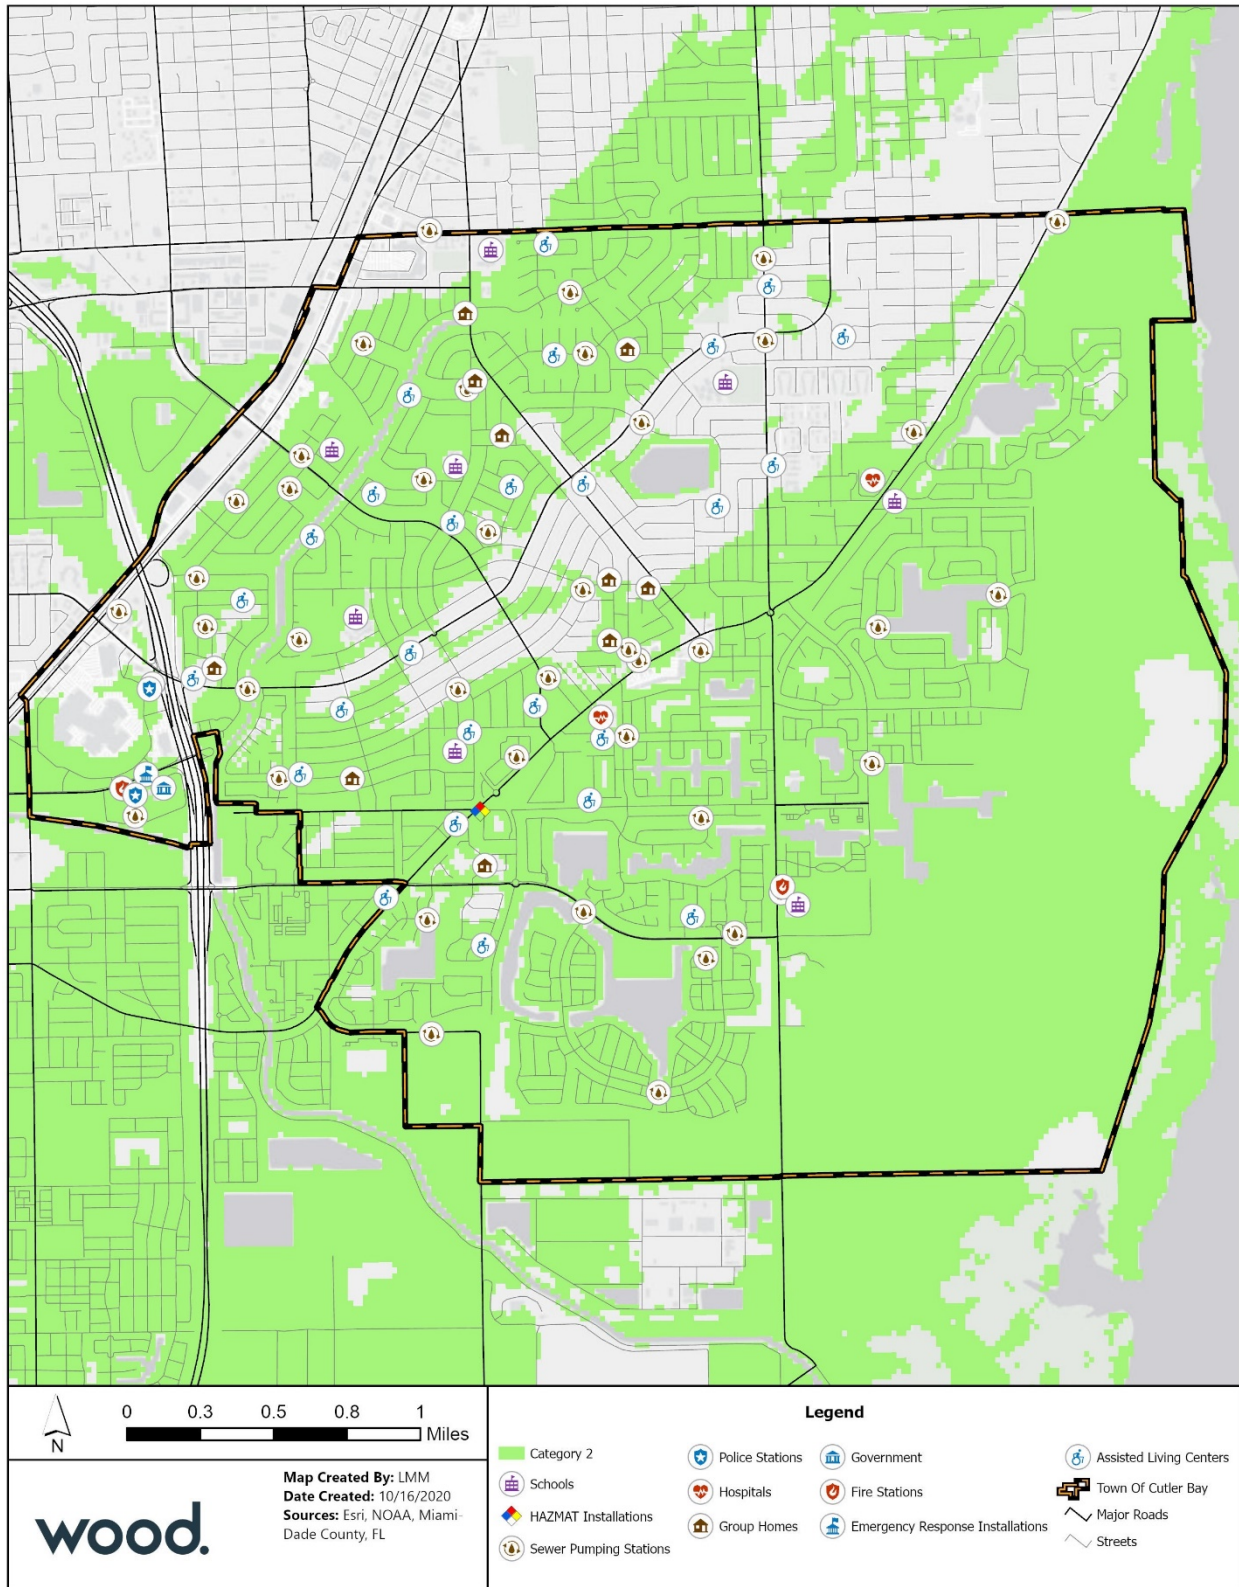 0 0.3 0.5 0.8 1
Miles
N
Map Created By: LMM
Date Created: 10/16/2020
Sources: Esri, NOAA, Miami-
Dade County, FL
wood.
Legend
Category 2
Schools
HAZMAT Installations
Sewer Pumping Stations
Police Stations
Hospitals
Group Homes
Government
Fire Stations
Emergency Response Installations
Assisted Living Centers
Town Of Cutler Bay
Major Roads
Streets